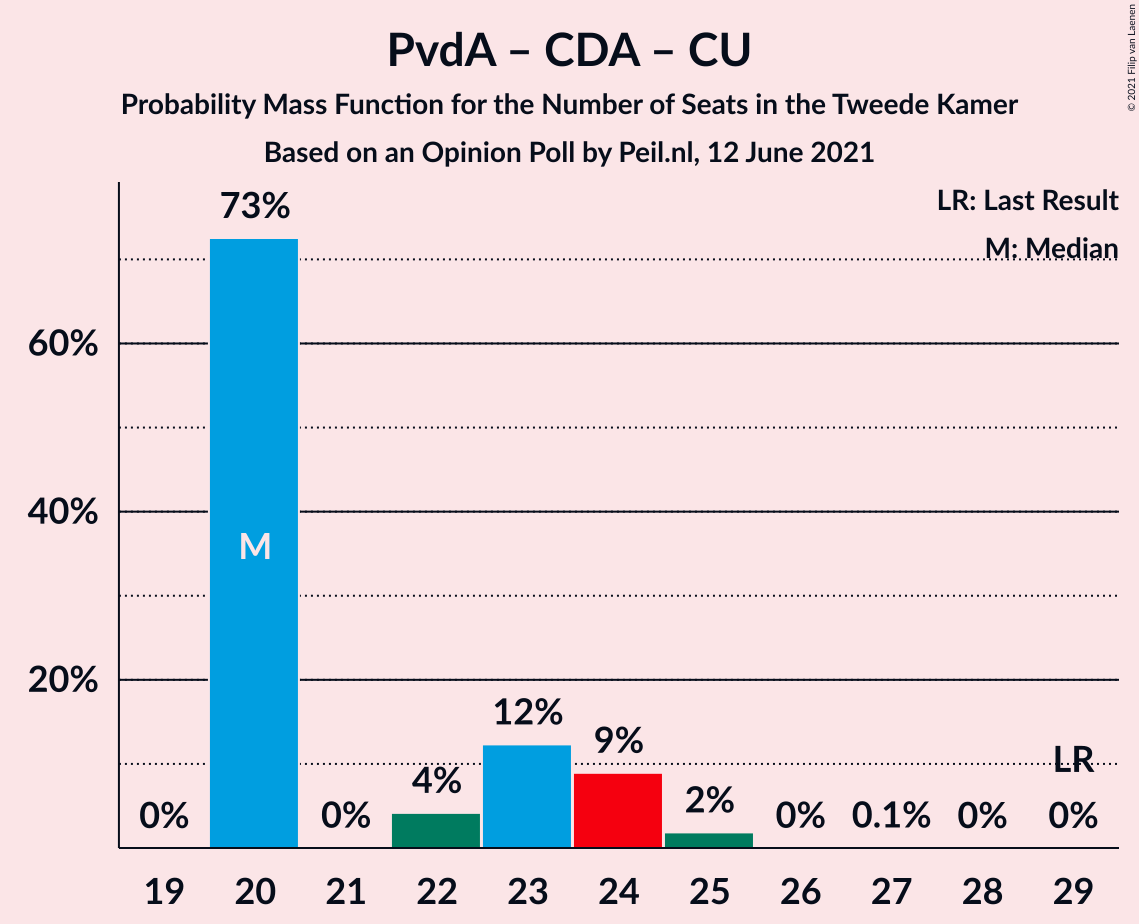 PvdA – CDA – CU
Probability Mass Function for the Number of Seats in the Tweede Kamer
Based on an Opinion Poll by Peil.nl, 12 June 2021
© 2021 Filip van Laenen
LR: Last Result
M: Median
60%
40%
20%
0%
73%
M
0%
4%
12%
9%
2%
0%
0.1%
0%
LR
0%
19 20 21 22 23 24 25 26 27 28 29